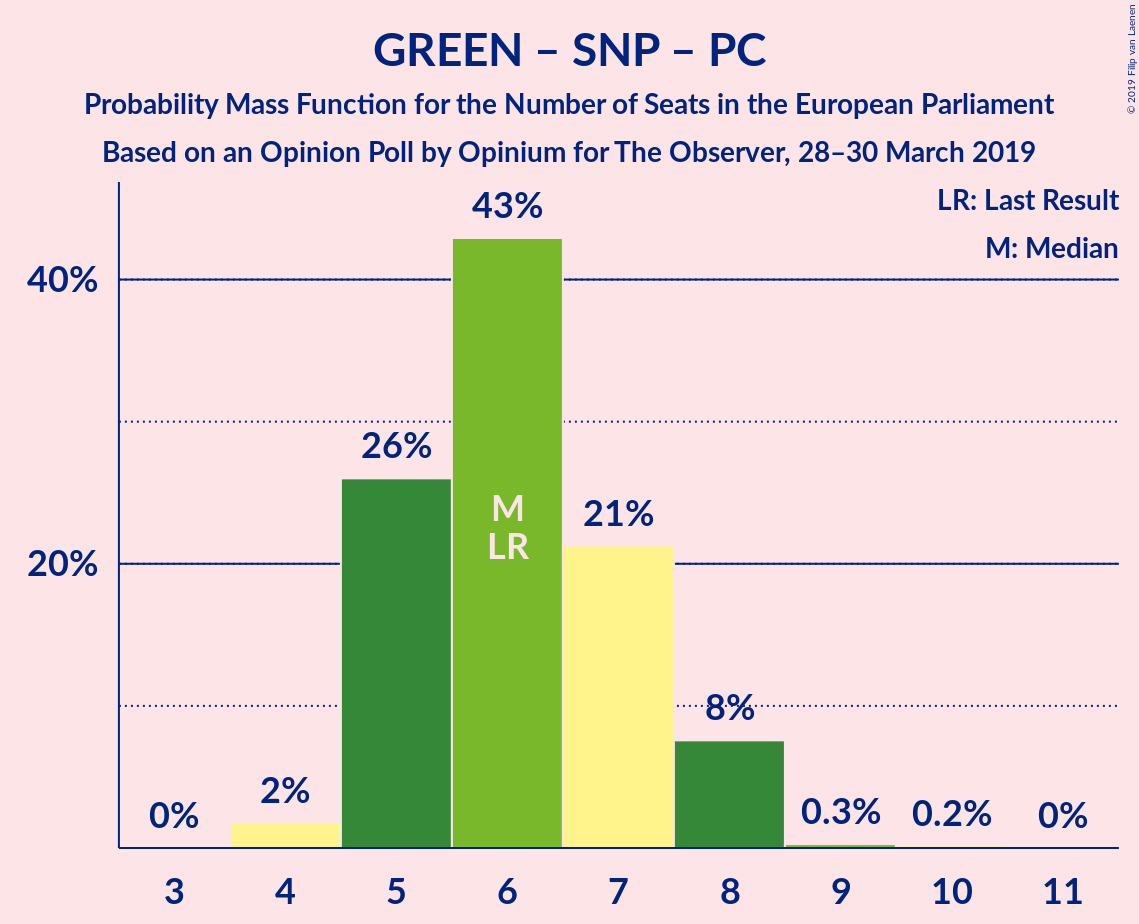 GREEN – SNP – PC
Probability Mass Function for the Number of Seats in the European Parliament
Based on an Opinion Poll by Opinium for The Observer, 28–30 March 2019
© 2019 Filip van Laenen
LR: Last Result
M: Median
40%
20%
0%
2%
26%
43%
M
LR
21%
8%
0.3%
0.2%
0%
3 4 5 6 7 8 9 10 11